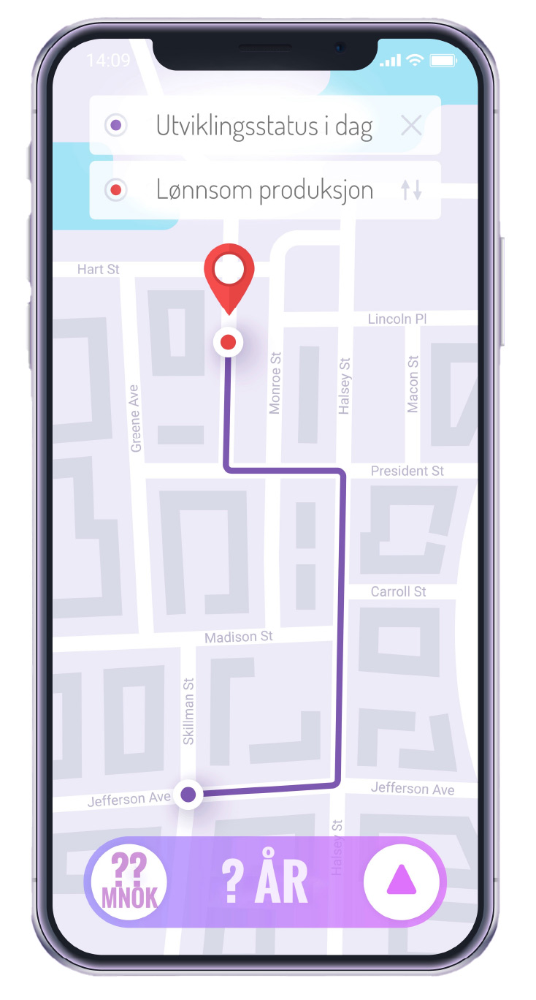 14:09
Utviklingsstatus i dag
Lønnsom produksjon
Hart St
Lincoln Pl
Greene Ave
Monroe St
Halsey St
Macon St
President St
Carroll St
Madison St
Skillman St
Jefferson Ave
Jefferson Ave
Halsey St
??
MNOK
? ÅR